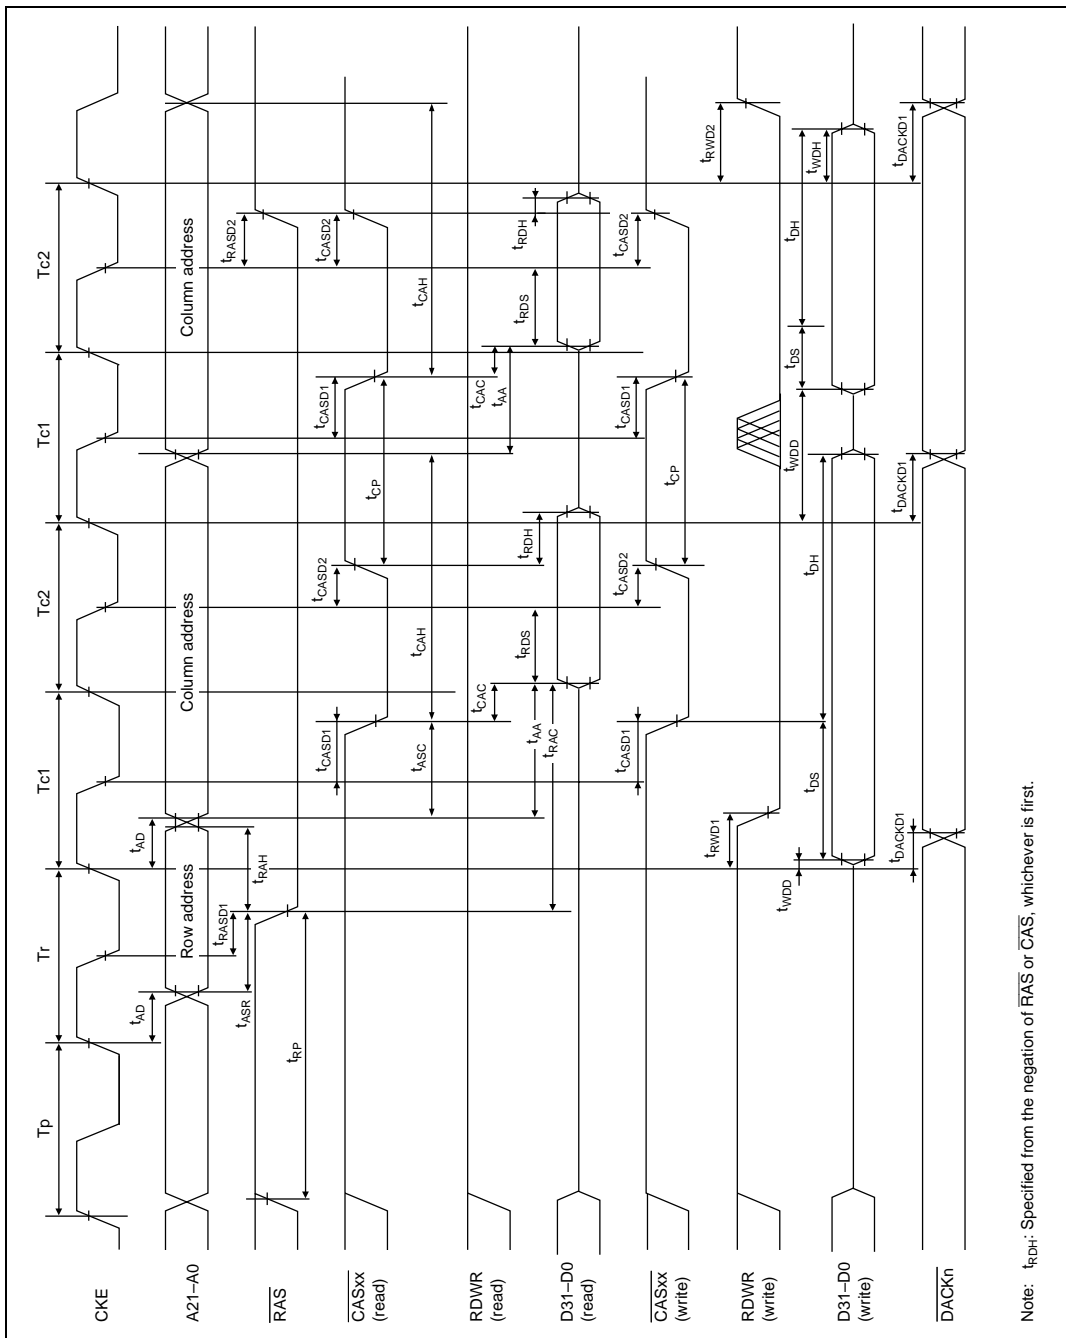 Tp
Tr
Tc1
Tc2
Tc1
Tc2
CKE
tAD
tAD
A21–A0
Row address
Column address
Column address
tASR
tRASD1
tRAH
tRASD2
RAS
tRP
tCASD1
tCASD2
tCASD1
tCASD2
CASxx
(read)
tCP
tASC
tCAH
tCAH
RDWR
(read)
tCAC
tCAC
tAA
tAA
tRAC
tRDS
tRDH
tRDS
tRDH
D31–D0
(read)
tCASD1
tCASD2
tCASD1
tCASD2
CASxx
(write)
tCP
tRWD1
tRWD2
RDWR
(write)
tWDD
tDS
tDH
tWDD
tDS
tDH
tWDH
D31–D0
(write)
tDACKD1
tDACKD1
tDACKD1
DACKn
Note: tRDH: Specified from the negation of RAS or CAS, whichever is first.